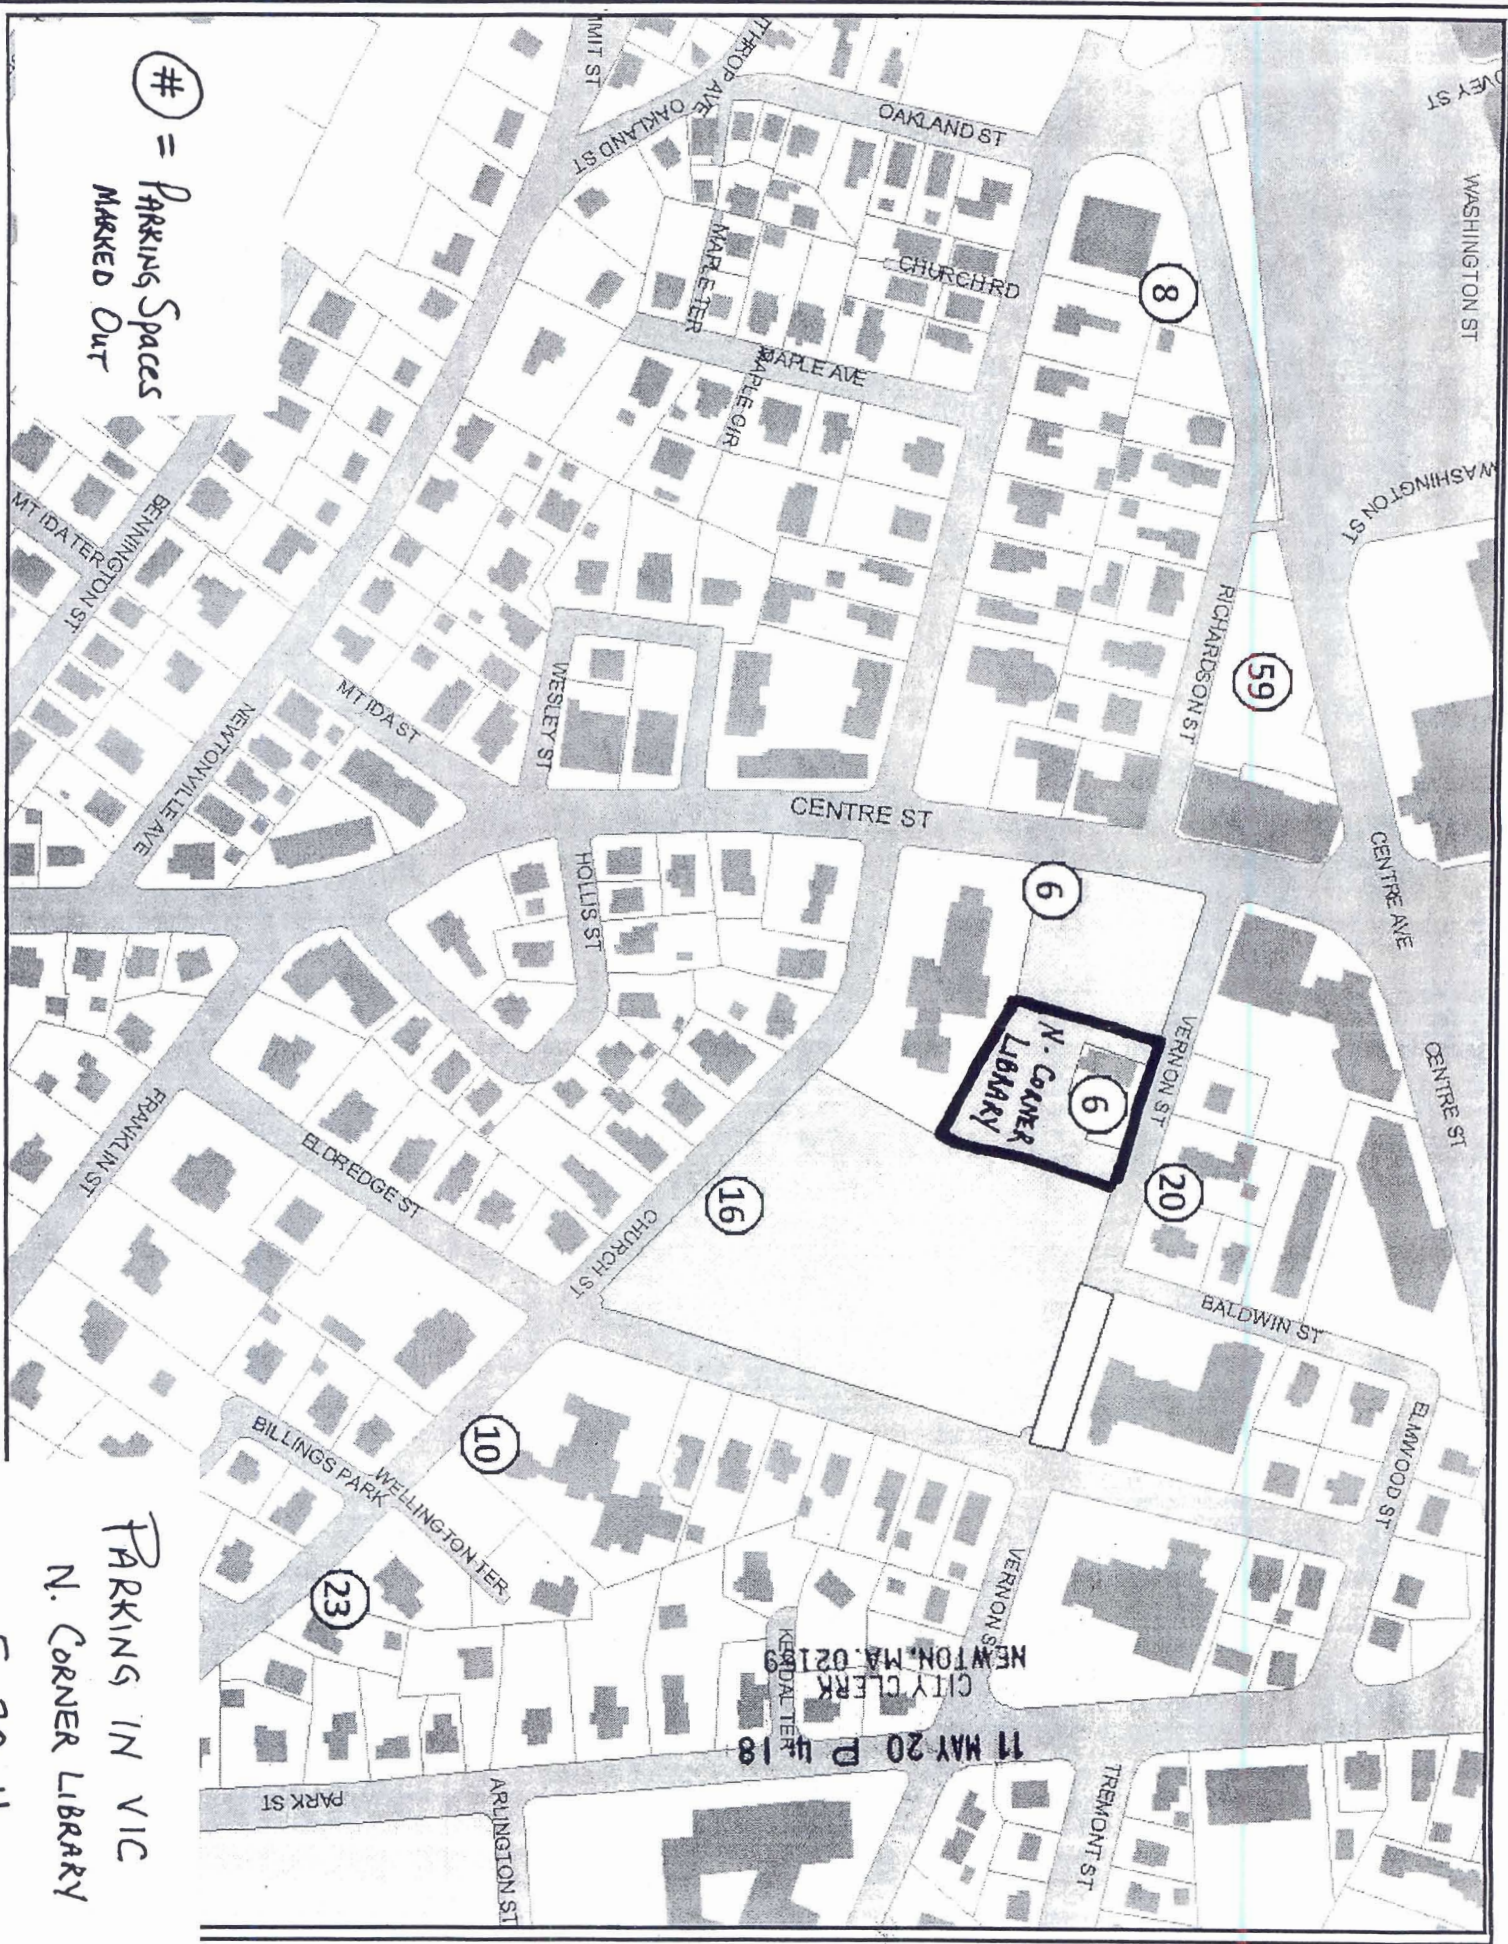 # = PARKING SPACES
MARKED OUT
PARKING IN VIC
N. CORNER LIBRARY
N. CORNER
LIBRARY
8
59
6
6
20
16
10
23
WASHINGTON ST
WASHINGTON ST
OAKLAND ST
OAKLAND ST
CHURCH RD
MAPLE TER
MAPLE AVE
MAPLE CIR
RICHARDSON ST
CENTRE AVE
CENTRE ST
CENTRE ST
VERNON ST
BALDWIN ST
ELMWOOD ST
WESLEY ST
MT IDA ST
MT IDA TER
BENNINGTON ST
NEWTONVILLE AVE
HOLLIS ST
ELDREDGE ST
FRANKLIN ST
CHURCH ST
BILLINGS PARK
WELLINGTON TER
VERNON S
TREMONT ST
ARLINGTON ST
PARK ST
11 MAY 20 P 4:18
CITY CLERK
NEWTON, MA. 02159